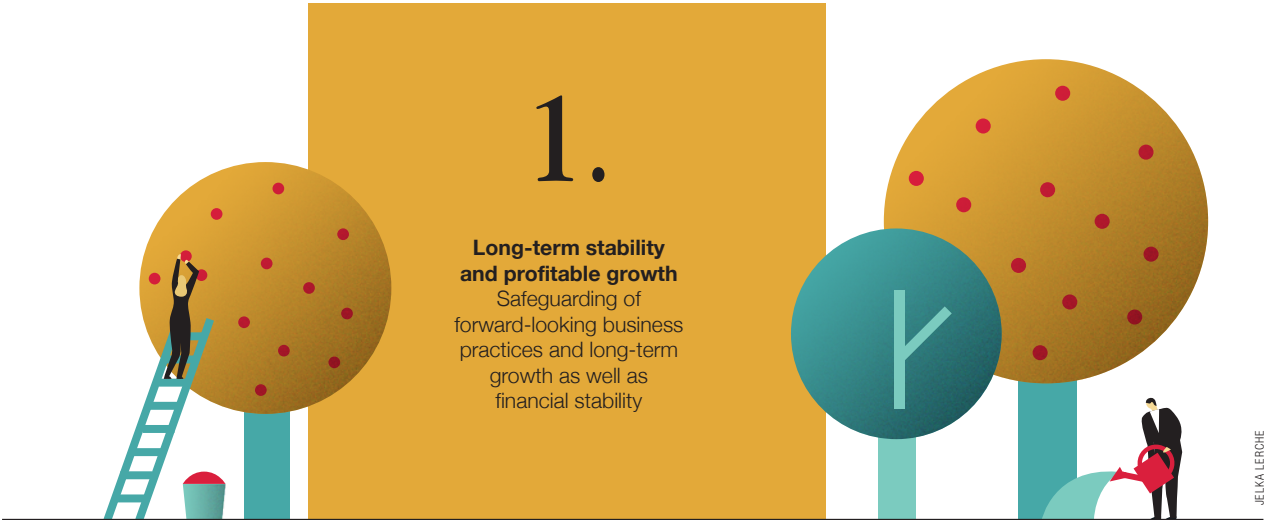 1.
Long-term stability
and profitable growth
Safeguarding of
forward-looking business
practices and long-term
growth as well as
financial stability
JELKA LERCHE